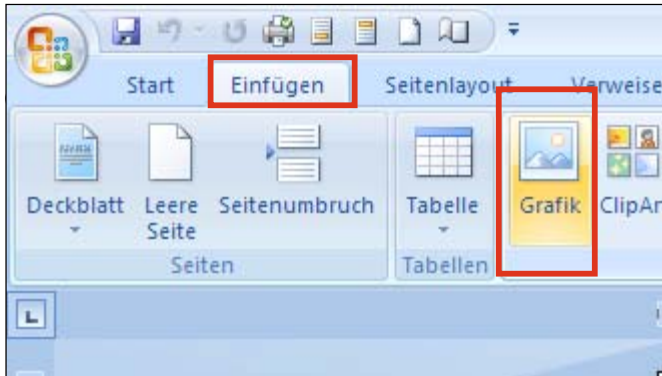 Start Einfügen Seitenlayout Verweise
Deckblatt Leere Seite Seitenumbruch Tabelle Grafik ClipAr
Seiten Tabellen
L